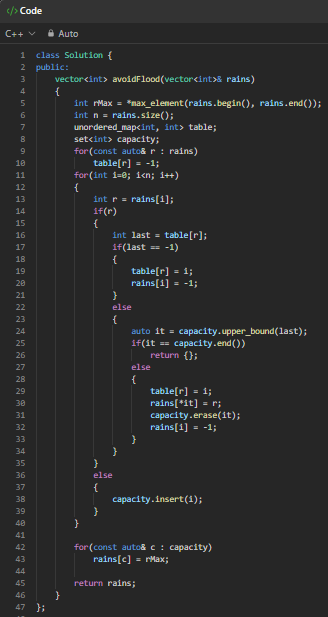 </> Code
C++ Auto
1 class Solution {
2 public:
3     vector<int> avoidFlood(vector<int>& rains)
4     {
5         int rMax = *max_element(rains.begin(), rains.end());
6         int n = rains.size();
7         unordered_map<int, int> table;
8         set<int> capacity;
9         for(const auto& r : rains)
10             table[r] = -1;
11         for(int i=0; i<n; i++)
12         {
13             int r = rains[i];
14             if(r)
15             {
16                 int last = table[r];
17                 if(last == -1)
18                 {
19                     table[r] = i;
20                     rains[i] = -1;
21                 }
22                 else
23                 {
24                     auto it = capacity.upper_bound(last);
25                     if(it == capacity.end())
26                         return {};
27                     else
28                     {
29                         table[r] = i;
30                         rains[*it] = r;
31                         capacity.erase(it);
32                         rains[i] = -1;
33                     }
34                 }
35             }
36             else
37             {
38                 capacity.insert(i);
39             }
40         }
41
42         for(const auto& c : capacity)
43             rains[c] = rMax;
44
45         return rains;
46     }
47 };